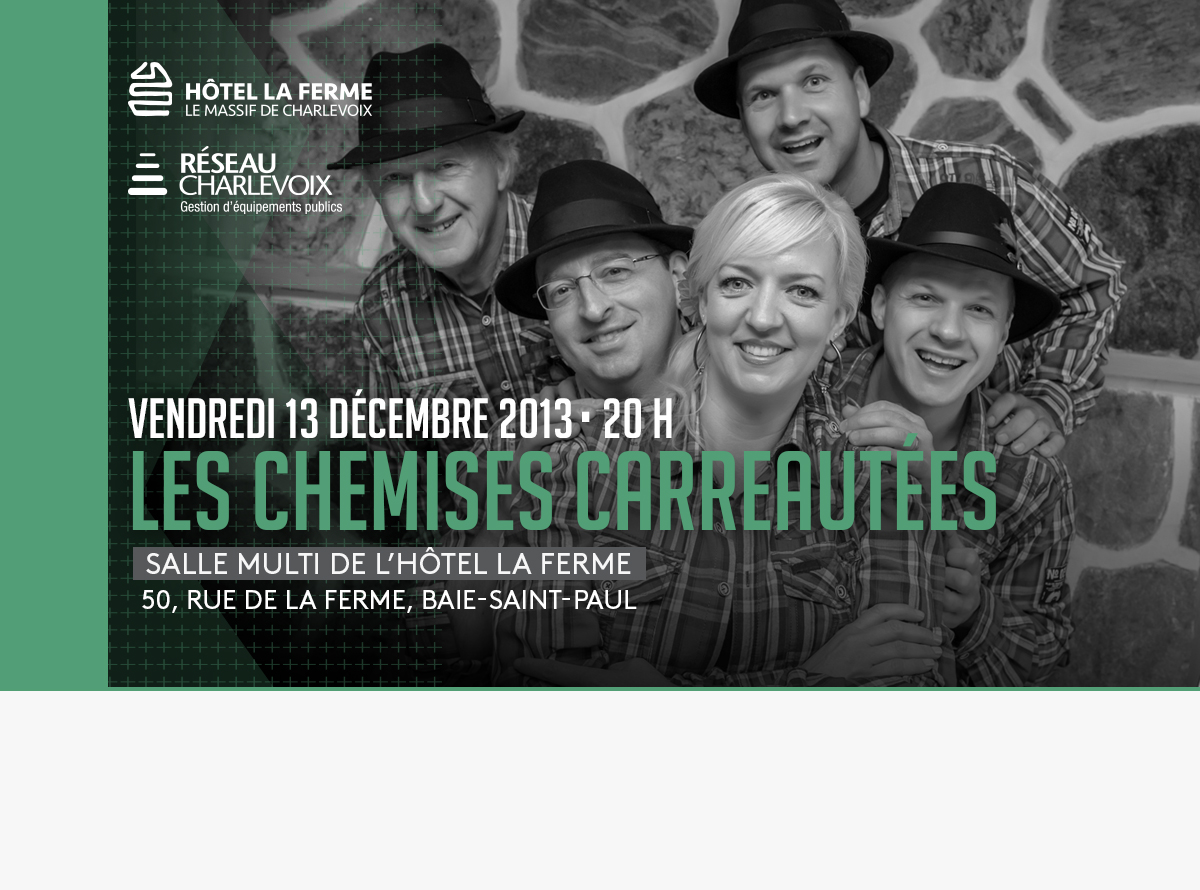 HÔTEL LA FERME
LE MASSIF DE CHARLEVOIX
RÉSEAU
CHARLEVOIX
Gestion d'équipements publics
VENDREDI 13 DÉCEMBRE 2013 · 20 H
LES CHEMISES CARREAUTÉES
SALLE MULTI DE L'HÔTEL LA FERME
50, RUE DE LA FERME, BAIE-SAINT-PAUL